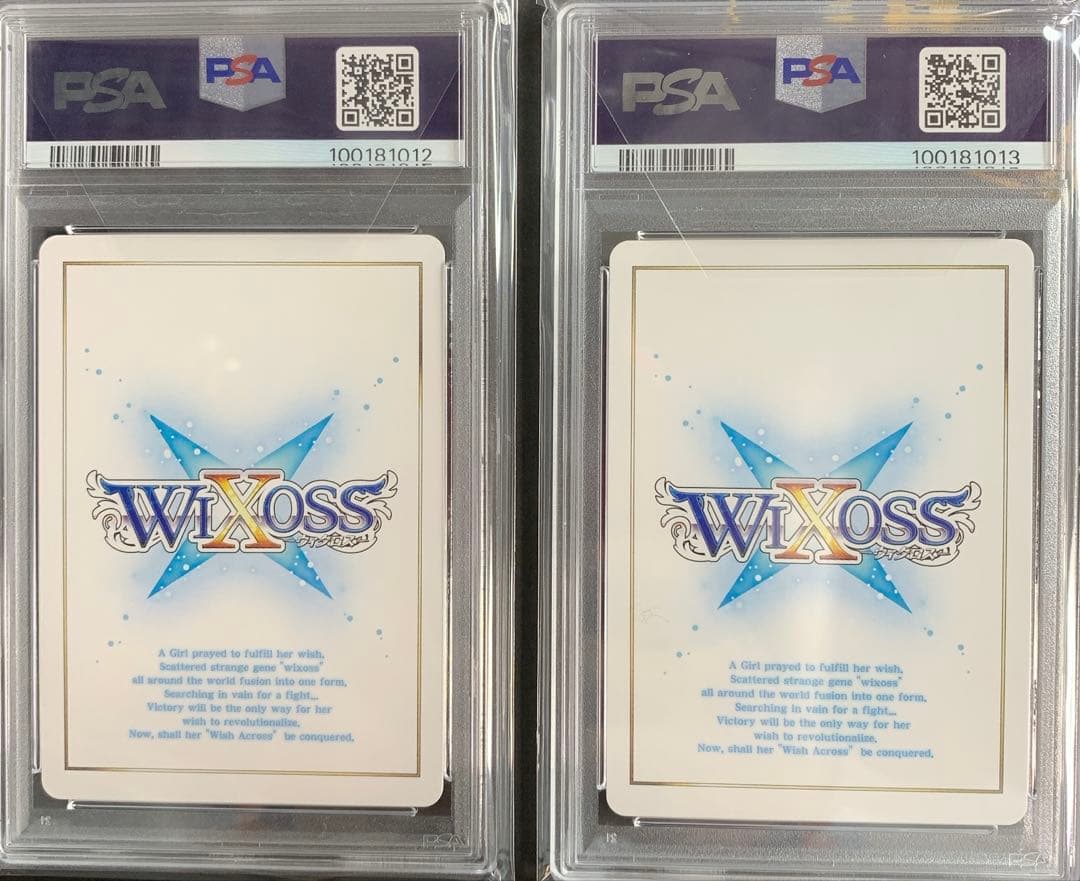 PSA
PSA
100181012
WIXOSS
ウィクロス
A Girl prayed to fulfill her wish,
Scattered strange gene "wixoss"
all around the world fusion into one form.
Searching in vain for a fight...
Victory will be the only way for her
wish to revolutionalize.
Now, shall her "Wish Across" be conquered.
PSA
PSA
PSA
100181013
WIXOSS
ウィクロス
A Girl prayed to fulfill her wish,
Scattered strange gene "wixoss"
all around the world fusion into one form.
Searching in vain for a fight...
Victory will be the only way for her
wish to revolutionalize.
Now, shall her "Wish Across" be conquered.
PSA